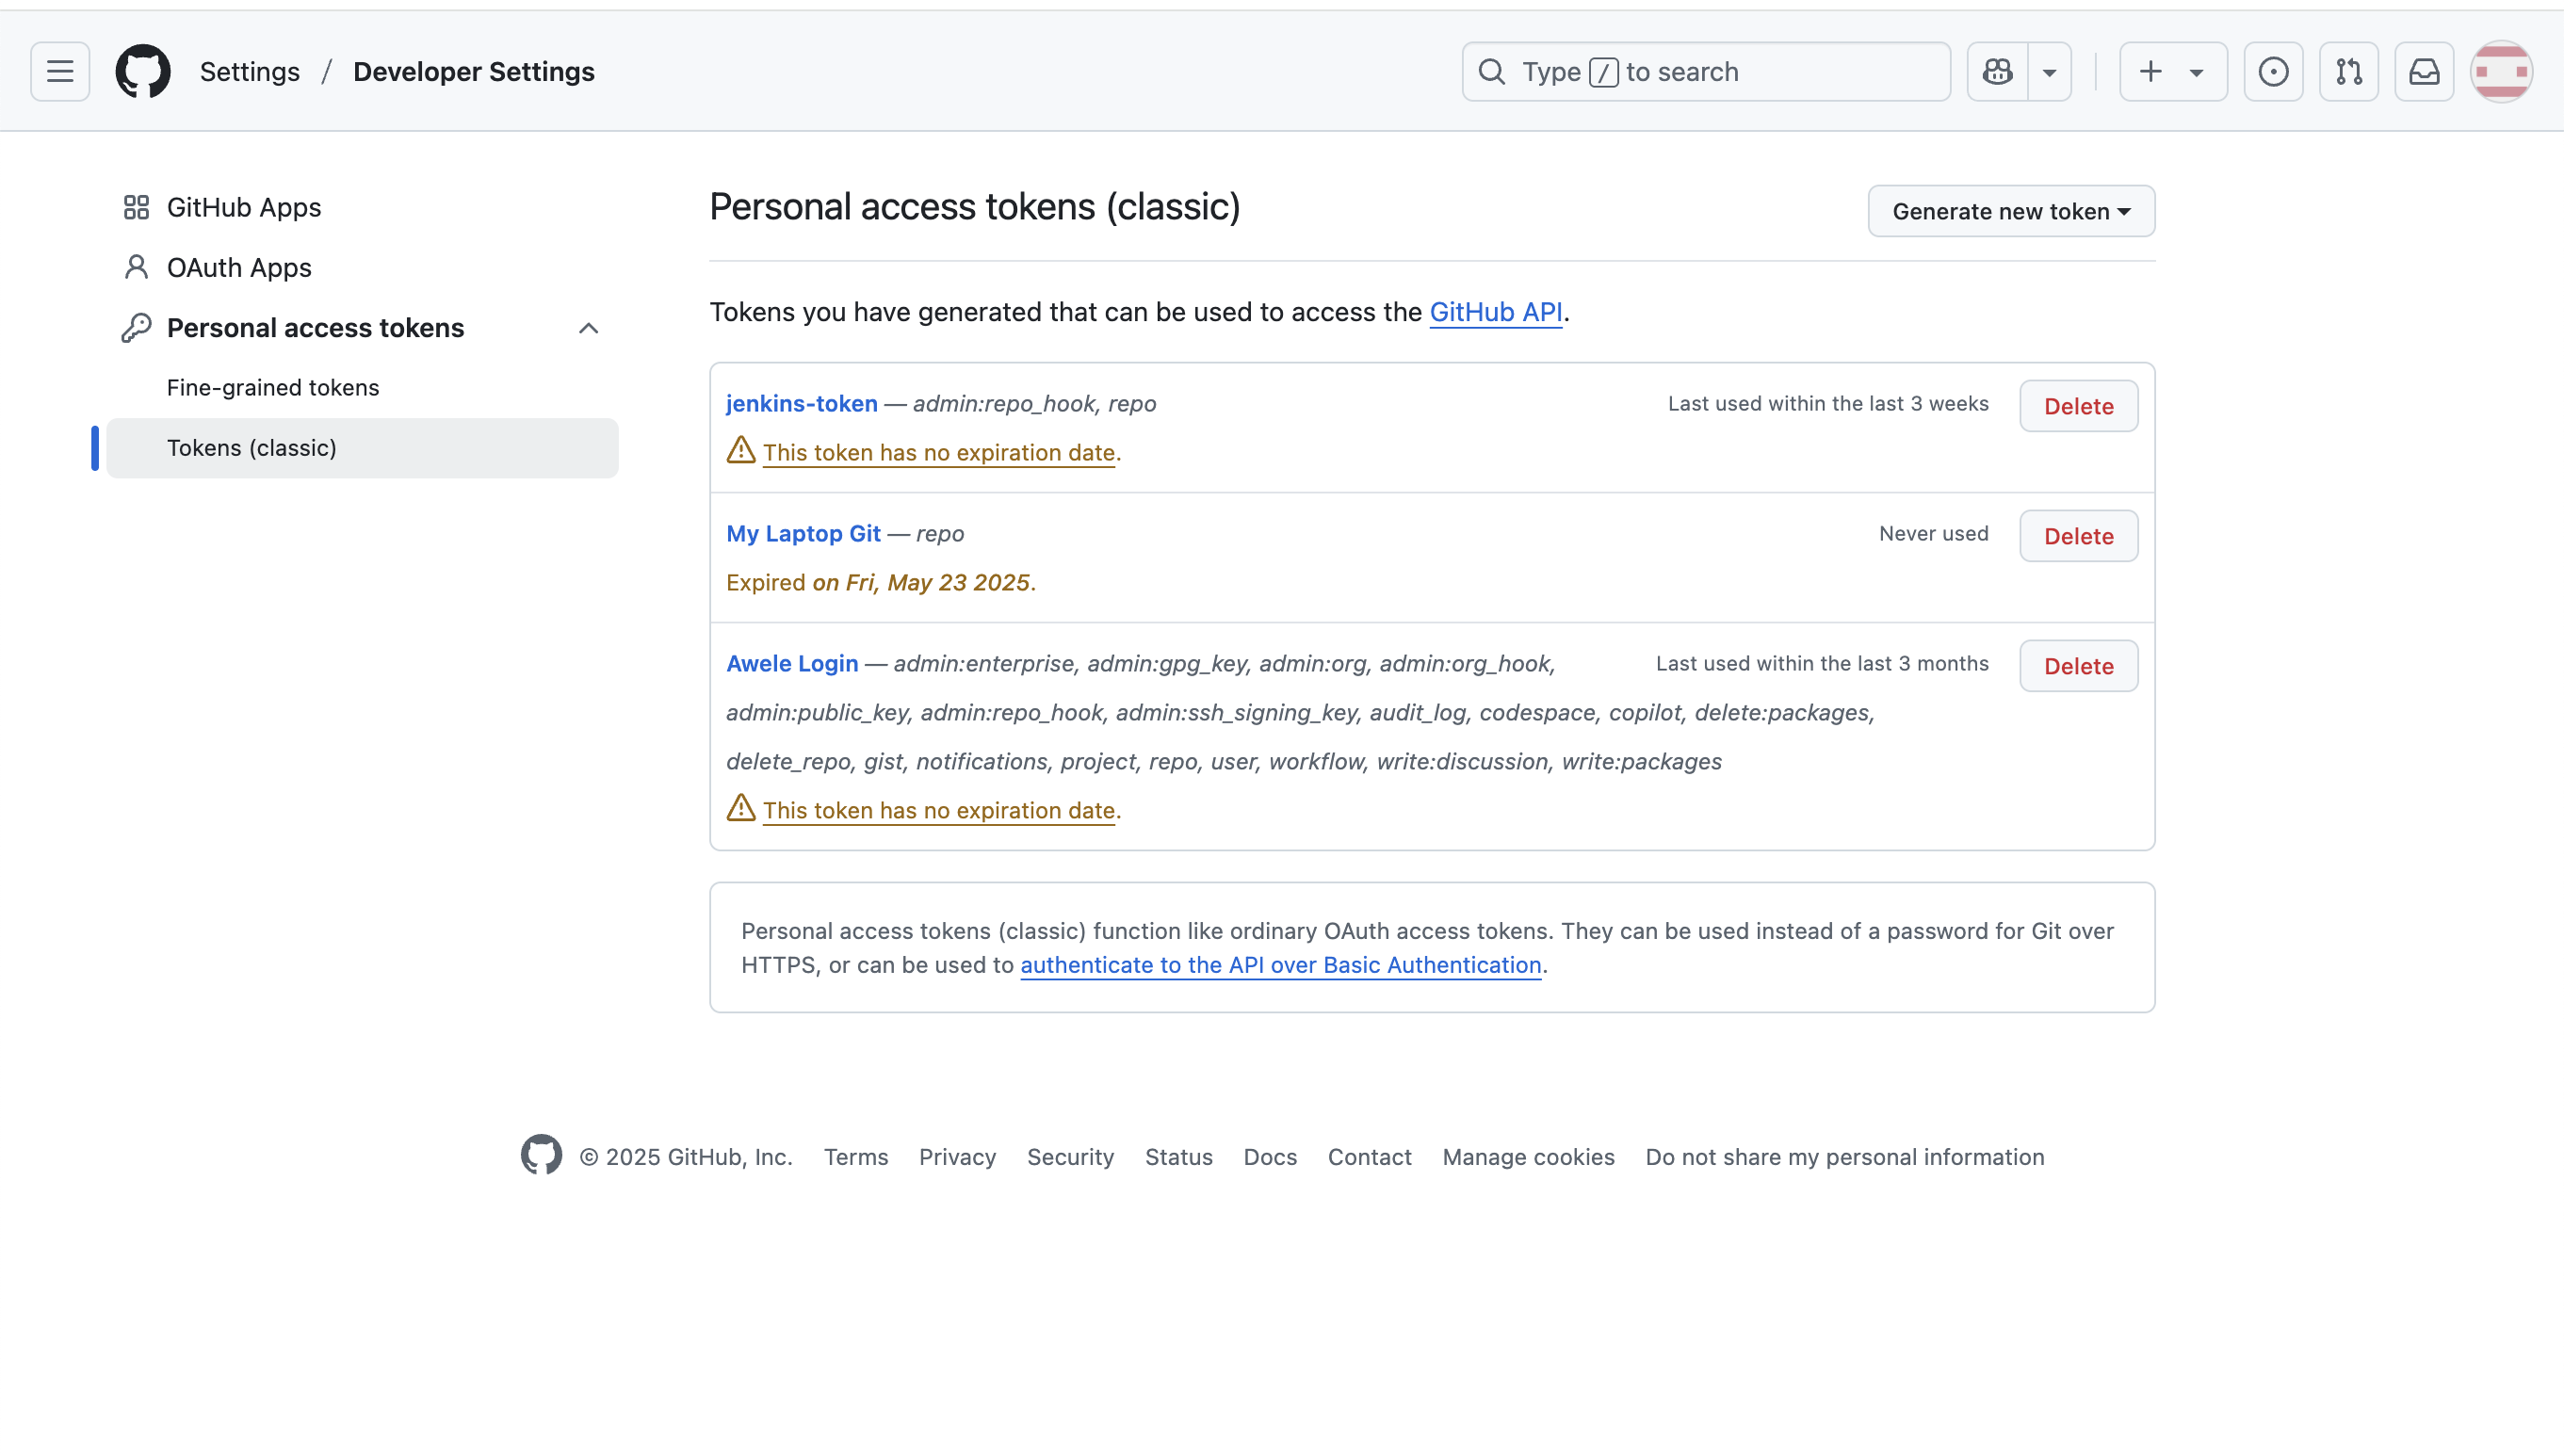 Settings / Developer Settings
Type / to search
GitHub Apps
OAuth Apps
Personal access tokens
Fine-grained tokens
Tokens (classic)
Personal access tokens (classic)
Generate new token
Tokens you have generated that can be used to access the GitHub API.
jenkins-token — admin:repo_hook, repo
Last used within the last 3 weeks
Delete
This token has no expiration date.
My Laptop Git — repo
Never used
Delete
Expired on Fri, May 23 2025.
Awele Login — admin:enterprise, admin:gpg_key, admin:org, admin:org_hook,
Last used within the last 3 months
Delete
admin:public_key, admin:repo_hook, admin:ssh_signing_key, audit_log, codespace, copilot, delete:packages,
delete_repo, gist, notifications, project, repo, user, workflow, write:discussion, write:packages
This token has no expiration date.
Personal access tokens (classic) function like ordinary OAuth access tokens. They can be used instead of a password for Git over
HTTPS, or can be used to authenticate to the API over Basic Authentication.
© 2025 GitHub, Inc. Terms Privacy Security Status Docs Contact Manage cookies Do not share my personal information